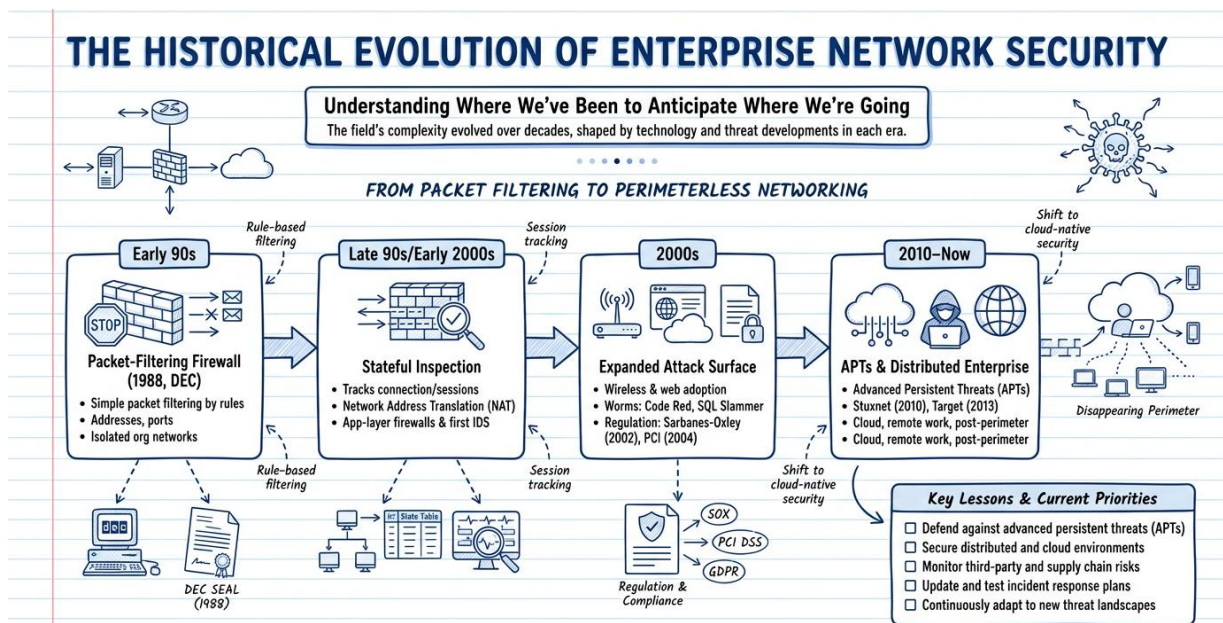 THE HISTORICAL EVOLUTION OF ENTERPRISE NETWORK SECURITY
Understanding Where We've Been to Anticipate Where We're Going
The field's complexity evolved over decades, shaped by technology and threat developments in each era.
FROM PACKET FILTERING TO PERIMETERLESS NETWORKING
Rule-based
filtering
Early 90s
STOP
Packet-Filtering Firewall
(1988, DEC)
• Simple packet filtering by rules
• Addresses, ports
• Isolated org networks
Rule-based
filtering
DEC SEAL
(1988)
Session
tracking
Late 90s/Early 2000s
Stateful Inspection
• Tracks connection/sessions
• Network Address Translation (NAT)
• App-layer firewalls & first IDS
Session
tracking
2000s
Expanded Attack Surface
• Wireless & web adoption
• Worms: Code Red, SQL Slammer
• Regulation: Sarbanes-Oxley
(2002), PCI (2004)
SOX
PCI DSS
GDPR
Regulation &
Compliance
Shift to
cloud-native
security
2010–Now
APTs & Distributed Enterprise
• Advanced Persistent Threats (APTs)
• Stuxnet (2010), Target (2013)
• Cloud, remote work, post-perimeter
• Cloud, remote work, post-perimeter
Shift to
cloud-native
security
Disappearing Perimeter
Key Lessons & Current Priorities
Defend against advanced persistent threats (APTs)
Secure distributed and cloud environments
Monitor third-party and supply chain risks
Update and test incident response plans
Continuously adapt to new threat landscapes